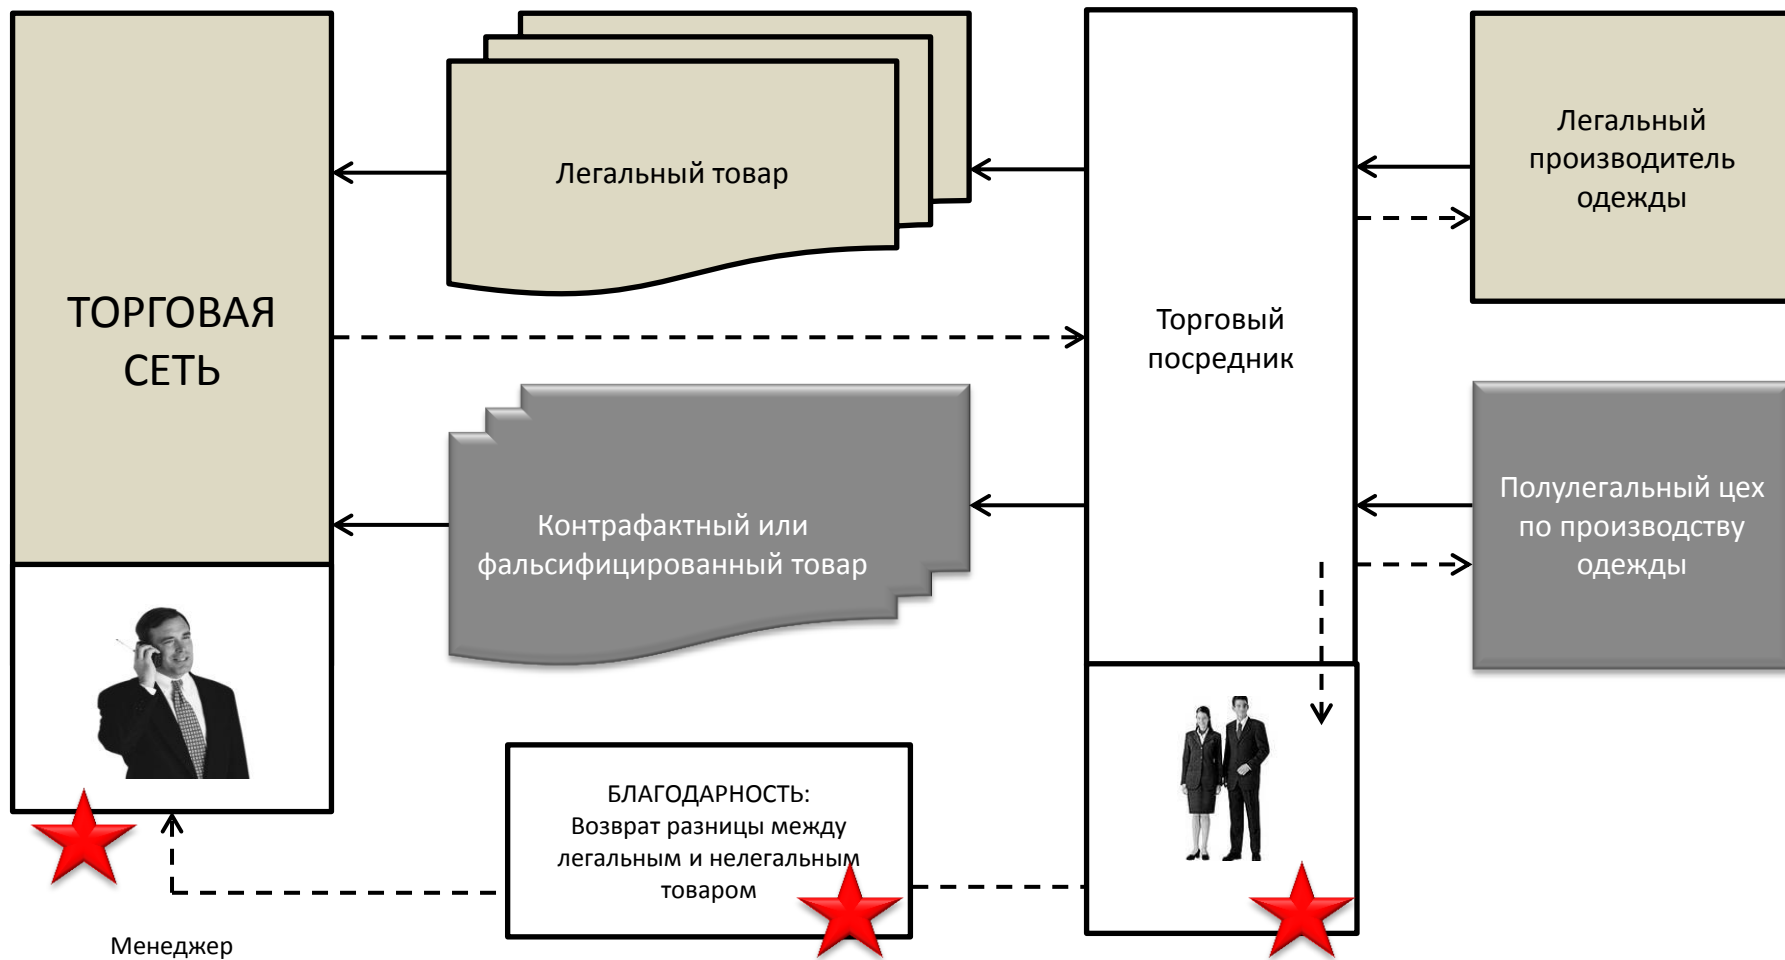 ТОРГОВАЯ
СЕТЬ
Легальный товар
Контрафактный или
фальсифицированный товар
Торговый
посредник
Легальный
производитель
одежды
Полулегальный цех
по производству
одежды
БЛАГОДАРНОСТЬ:
Возврат разницы между
легальным и нелегальным
товаром
Менеджер